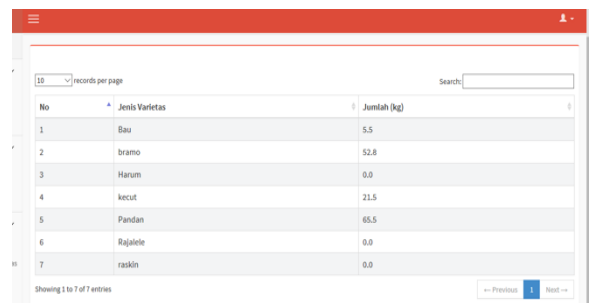 10 records per page Search:
No Jenis Varietas Jumlah (kg)
1 Bau 5.5
2 bramo 52.8
3 Harum 0.0
4 kecut 21.5
5 Pandan 65.5
6 Rajalele 0.0
7 raskin 0.0
Showing 1 to 7 of 7 entries ← Previous 1 Next →